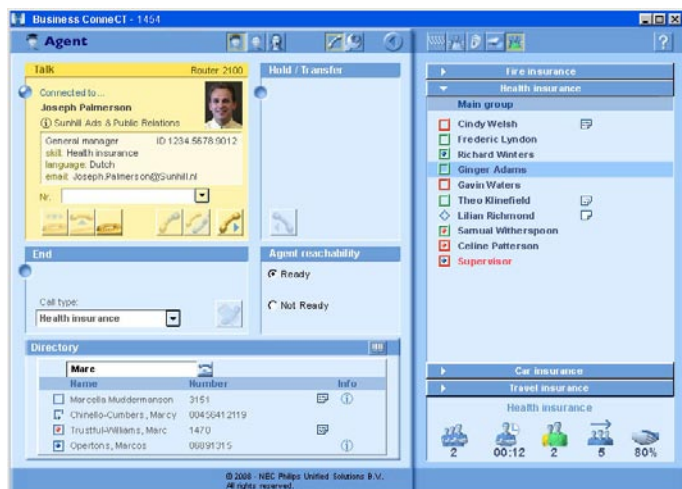 Business ConneCT - 1454
Agent
Talk
Router 2100
Connected to ...
Joseph Palmerson
Sunhill Ads & Public Relations
General manager ID 1234 5678 9012
skill: Health insurance
language: Dutch
email: Joseph.Palmerson@Sunhill.nl
Nr.
Hold / Transfer
End
Call type:
Health insurance
Agent reachability
Ready
Not Ready
Directory
Marc
Name Number Info
Marcella Muddermanson 3151
Chinello-Cumbers, Marcy 00456412119
Trustful-Williams, Marc 1470
Opertons, Marcos 06891315
Fire insurance
Health insurance
Main group
Cindy Welsh
Frederic Lyndon
Richard Winters
Ginger Adams
Gavin Waters
Theo Klinefield
Lilian Richmond
Samual Witherspoon
Celine Patterson
Supervisor
Car insurance
Travel insurance
Health insurance
2 00:12 2 5 80%
© 2008 - NEC Philips Unified Solutions B.V.
All rights reserved.